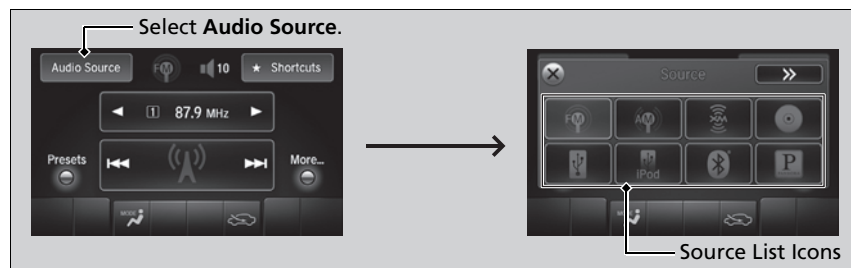 Select Audio Source.
Audio Source
FM
10
★ Shortcuts
1 87.9 MHz
Presets
More...
MODE
Source
FM
AM
XM
iPod
P
Source List Icons